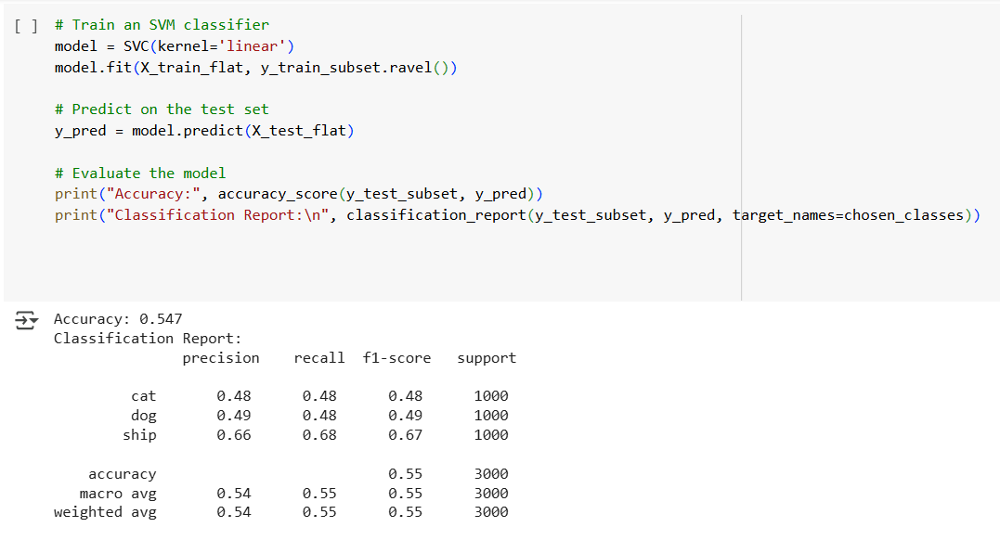 [ ] # Train an SVM classifier
model = SVC(kernel='linear')
model.fit(X_train_flat, y_train_subset.ravel())
# Predict on the test set
y_pred = model.predict(X_test_flat)
# Evaluate the model
print("Accuracy:", accuracy_score(y_test_subset, y_pred))
print("Classification Report:\n", classification_report(y_test_subset, y_pred, target_names=chosen_classes))
Accuracy: 0.547
Classification Report:
precision recall f1-score support
cat 0.48 0.48 0.48 1000
dog 0.49 0.48 0.49 1000
ship 0.66 0.68 0.67 1000
accuracy 0.55 3000
macro avg 0.54 0.55 0.55 3000
weighted avg 0.54 0.55 0.55 3000